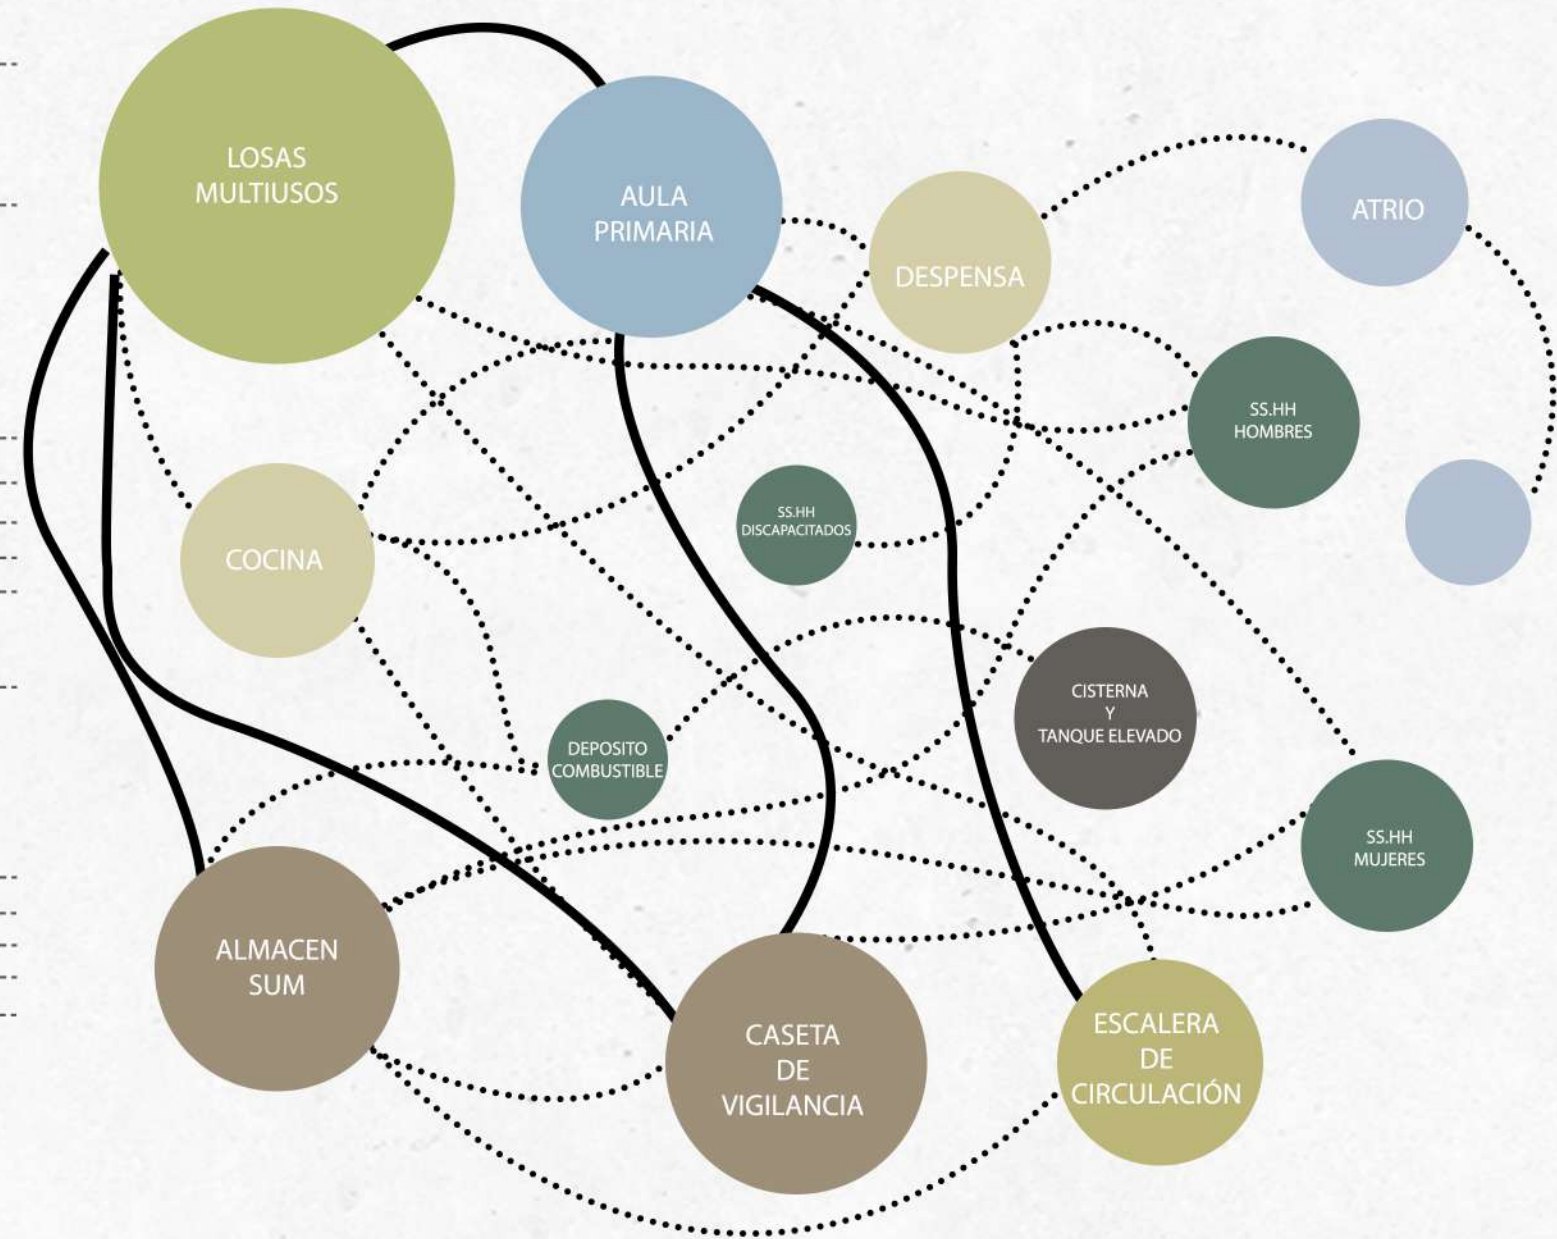 LOSAS
MULTIUSOS
AULA
PRIMARIA
DESPENSA
ATRIO
SS.HH
HOMBRES
COCINA
SS.HH
DISCAPACITADOS
CISTERNA
Y
TANQUE ELEVADO
DEPOSITO
COMBUSTIBLE
SS.HH
MUJERES
ALMACEN
SUM
CASETA
DE
VIGILANCIA
ESCALERA
DE
CIRCULACIÓN